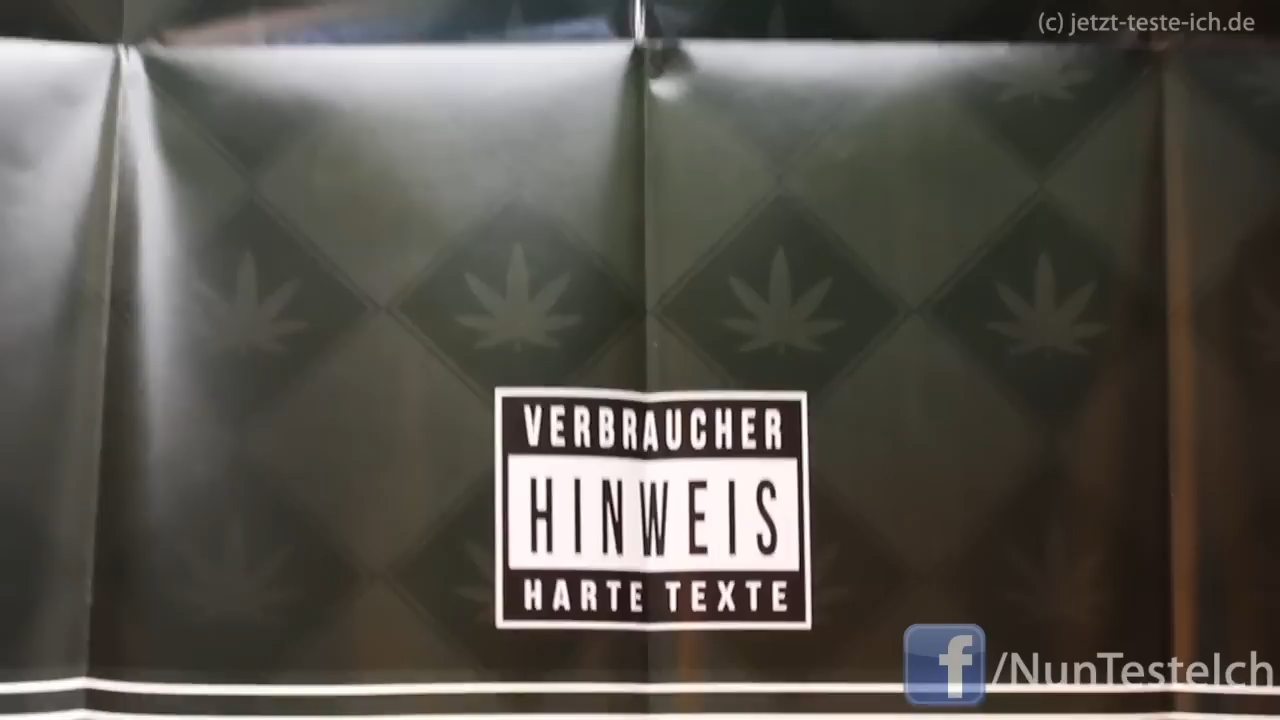 (c) jetzt-teste-ich.de
VERBRAUCHER
HINWEIS
HARTE TEXTE
f/NunTesteIch